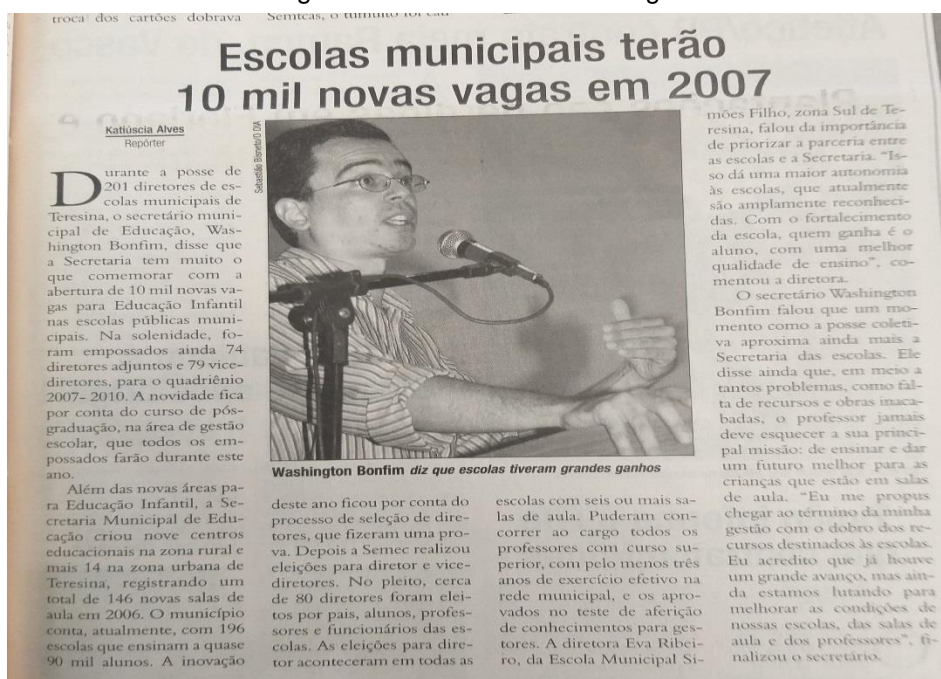 troca dos cartões dobrava
Semtcas, o tumulto foi cau
Escolas municipais terão
10 mil novas vagas em 2007
Katiúscia Alves
Repórter
Durante a posse de
201 diretores de es-
colas municipais de
Teresina, o secretário muni-
cipal de Educação, Was-
hington Bonfim, disse que
a Secretaria tem muito o
que comemorar com a
abertura de 10 mil novas va-
gas para Educação Infantil
nas escolas públicas muni-
cipais. Na solenidade, fo-
ram empossados ainda 74
diretores adjuntos e 79 vice-
diretores, para o quadriênio
2007- 2010. A novidade fica
por conta do curso de pós-
graduação, na área de gestão
escolar, que todos os em-
possados farão durante este
ano.
Além das novas áreas pa-
ra Educação Infantil, a Se-
cretaria Municipal de Edu-
cação criou nove centros
educacionais na zona rural e
mais 14 na zona urbana de
Teresina, registrando um
total de 146 novas salas de
aula em 2006. O município
conta, atualmente, com 196
escolas que ensinam a quase
90 mil alunos. A inovação
Sebastião Bisneto/O DIA
Washington Bonfim diz que escolas tiveram grandes ganhos
deste ano ficou por conta do
processo de seleção de dire-
tores, que fizeram uma pro-
va. Depois a Semec realizou
eleições para diretor e vice-
diretores. No pleito, cerca
de 80 diretores foram elei-
tos por pais, alunos, profes-
sores e funcionários das es-
colas. As eleições para dire-
tor aconteceram em todas as
escolas com seis ou mais sa-
las de aula. Puderam con-
correr ao cargo todos os
professores com curso su-
perior, com pelo menos três
anos de exercício efetivo na
rede municipal, e os apro-
vados no teste de aferição
de conhecimentos para ges-
tores. A diretora Eva Ribei-
ro, da Escola Municipal Si-
mões Filho, zona Sul de Te-
resina, falou da importância
de priorizar a parceria entre
as escolas e a Secretaria. “Is-
so dá uma maior autonomia
às escolas, que atualmente
são amplamente reconheci-
das. Com o fortalecimento
da escola, quem ganha é o
aluno, com uma melhor
qualidade de ensino”, co-
mentou a diretora.
O secretário Washington
Bonfim falou que um mo-
mento como a posse coleti-
va aproxima ainda mais a
Secretaria das escolas. Ele
disse ainda que, em meio a
tantos problemas, como fal-
ta de recursos e obras inaca-
badas, o professor jamais
deve esquecer a sua princi-
pal missão: de ensinar e dar
um futuro melhor para as
crianças que estão em salas
de aula. “Eu me propus
chegar ao término da minha
gestão com o dobro dos re-
cursos destinados às escolas.
Eu acredito que já houve
um grande avanço, mas ain-
da estamos lutando para
melhorar as condições de
nossas escolas, das salas de
aula e dos professores”, fi-
nalizou o secretário.